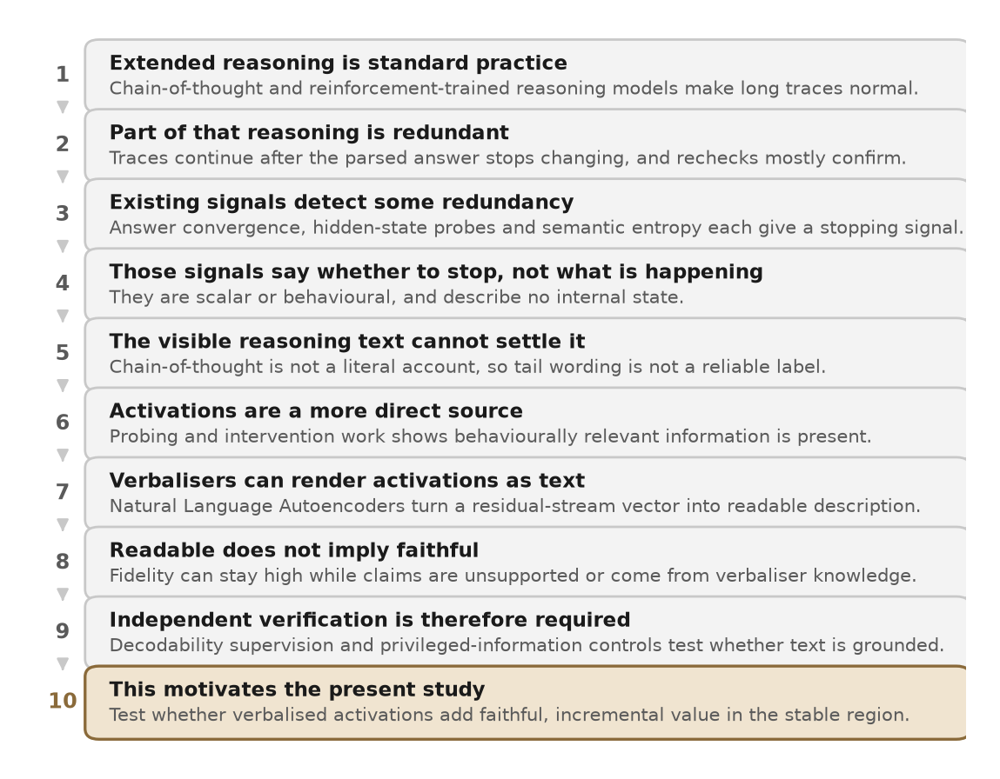 1
Extended reasoning is standard practice
Chain-of-thought and reinforcement-trained reasoning models make long traces normal.
2
Part of that reasoning is redundant
Traces continue after the parsed answer stops changing, and rechecks mostly confirm.
3
Existing signals detect some redundancy
Answer convergence, hidden-state probes and semantic entropy each give a stopping signal.
4
Those signals say whether to stop, not what is happening
They are scalar or behavioural, and describe no internal state.
5
The visible reasoning text cannot settle it
Chain-of-thought is not a literal account, so tail wording is not a reliable label.
6
Activations are a more direct source
Probing and intervention work shows behaviourally relevant information is present.
7
Verbalisers can render activations as text
Natural Language Autoencoders turn a residual-stream vector into readable description.
8
Readable does not imply faithful
Fidelity can stay high while claims are unsupported or come from verbaliser knowledge.
9
Independent verification is therefore required
Decodability supervision and privileged-information controls test whether text is grounded.
10
This motivates the present study
Test whether verbalised activations add faithful, incremental value in the stable region.